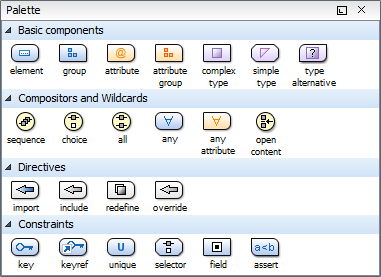 Palette
Basic components
@ ?
element group attribute attribute group complex type simple type type alternative
Compositors and Wildcards
∀ ∀
sequence choice all any any attribute open content
Directives
import include redefine override
Constraints
U a<b
key keyref unique selector field assert